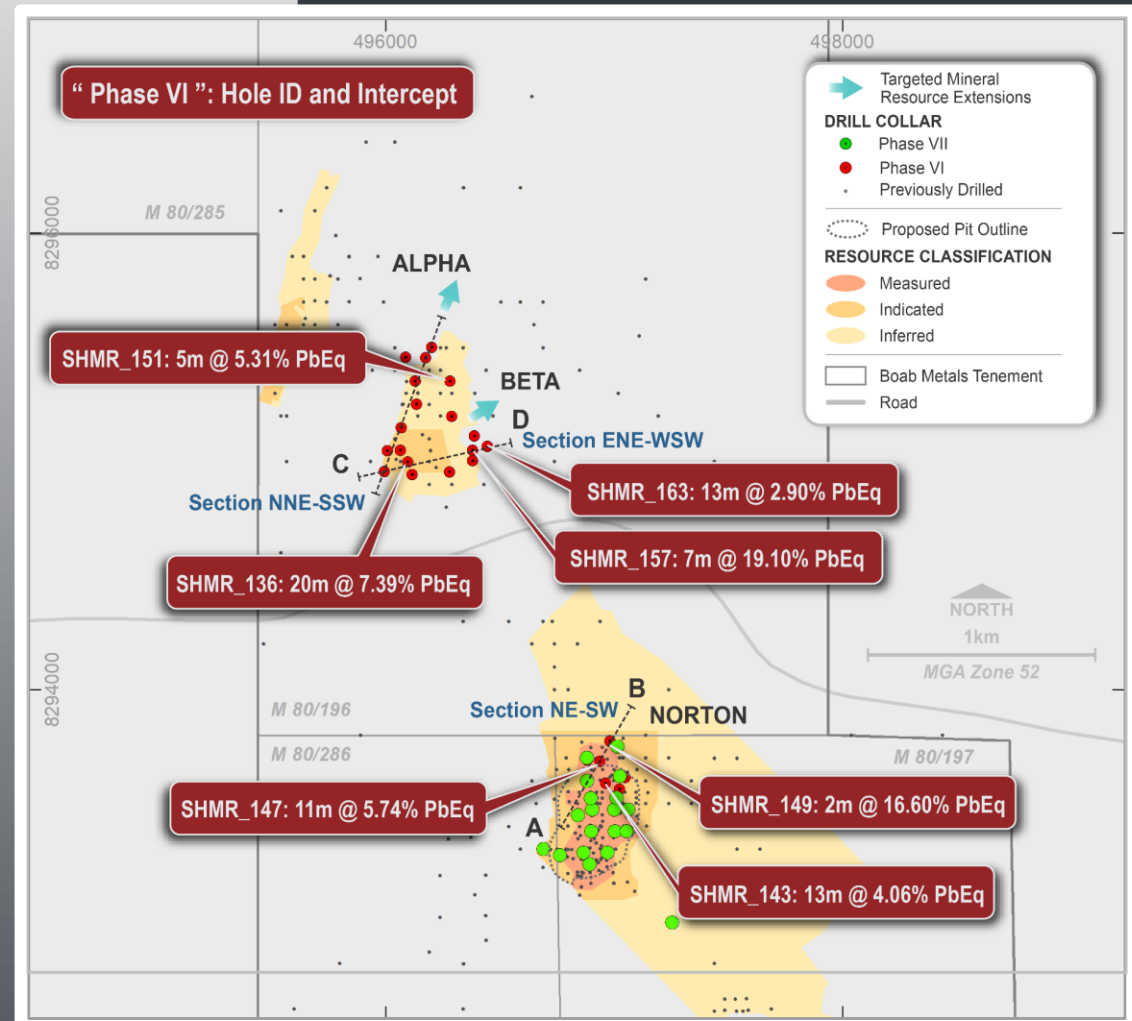 496000
498000
“ Phase VI ”: Hole ID and Intercept
Targeted Mineral
Resource Extensions
DRILL COLLAR
Phase VII
Phase VI
Previously Drilled
Proposed Pit Outline
RESOURCE CLASSIFICATION
Measured
Indicated
Inferred
Boab Metals Tenement
Road
M 80/285
8296000
ALPHA
SHMR_151: 5m @ 5.31% PbEq
BETA
D
Section ENE-WSW
C
Section NNE-SSW
SHMR_163: 13m @ 2.90% PbEq
SHMR_157: 7m @ 19.10% PbEq
SHMR_136: 20m @ 7.39% PbEq
NORTH
1km
MGA Zone 52
8294000
B
Section NE-SW
NORTON
M 80/196
M 80/286
M 80/197
SHMR_147: 11m @ 5.74% PbEq
SHMR_149: 2m @ 16.60% PbEq
A
SHMR_143: 13m @ 4.06% PbEq